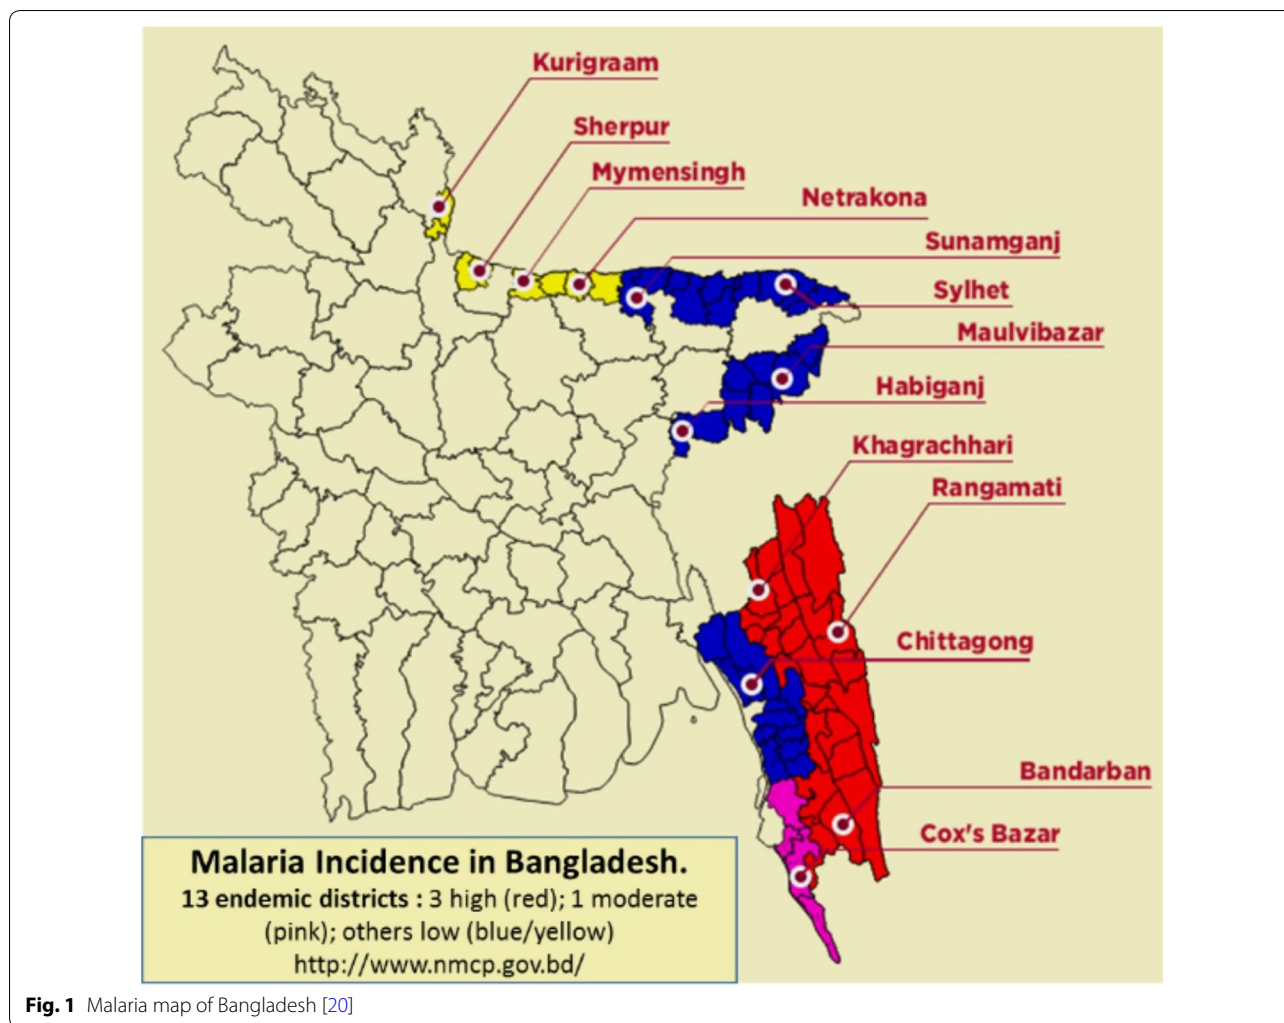 Kurigraam
Sherpur
Mymensingh
Netrakona
Sunamganj
Sylhet
Maulvibazar
Habiganj
Khagrachhari
Rangamati
Chittagong
Bandarban
Cox's Bazar
Malaria Incidence in Bangladesh.
13 endemic districts : 3 high (red); 1 moderate
(pink); others low (blue/yellow)
http://www.nmcp.gov.bd/
Fig. 1 Malaria map of Bangladesh [20]